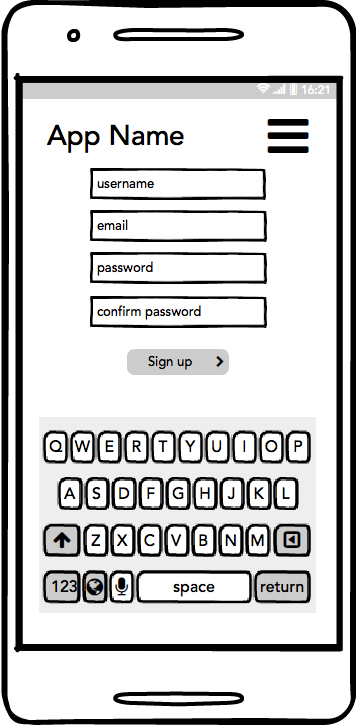 16:21
App Name
username
email
password
confirm password
Sign up
Q W E R T Y U I O P
A S D F G H J K L
Z X C V B N M
123 space return